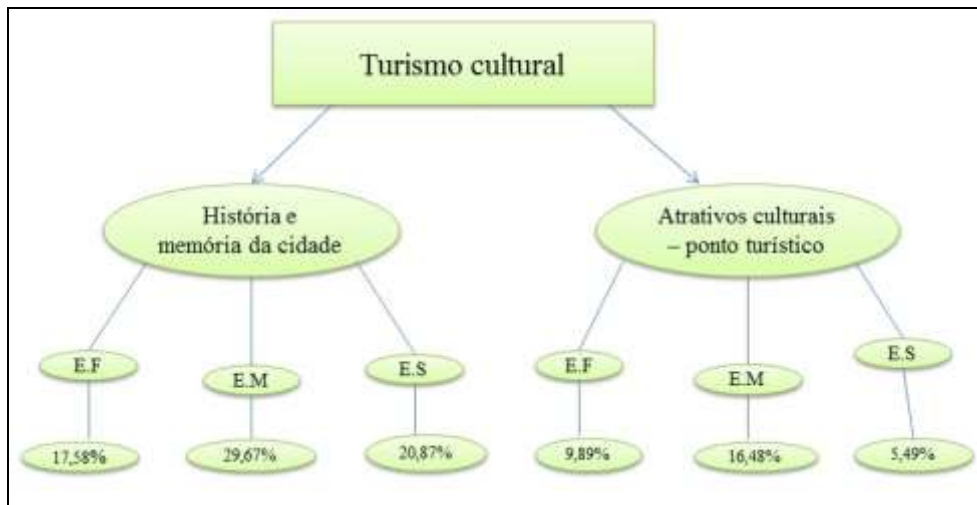 Turismo cultural
História e
memória da cidade
Atrativos culturais
– ponto turístico
E.F
E.M
E.S
E.F
E.M
E.S
17,58%
29,67%
20,87%
9,89%
16,48%
5,49%